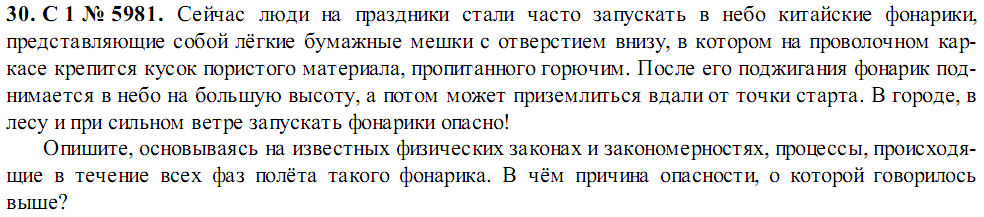 30. С 1 № 5981. Сейчас люди на праздники стали часто запускать в небо китайские фонарики,
представляющие собой лёгкие бумажные мешки с отверстием внизу, в котором на проволочном кар-
касе крепится кусок пористого материала, пропитанного горючим. После его поджигания фонарик под-
нимается в небо на большую высоту, а потом может приземлиться вдали от точки старта. В городе, в
лесу и при сильном ветре запускать фонарики опасно!
Опишите, основываясь на известных физических законах и закономерностях, процессы, происходя-
щие в течение всех фаз полёта такого фонарика. В чём причина опасности, о которой говорилось
выше?